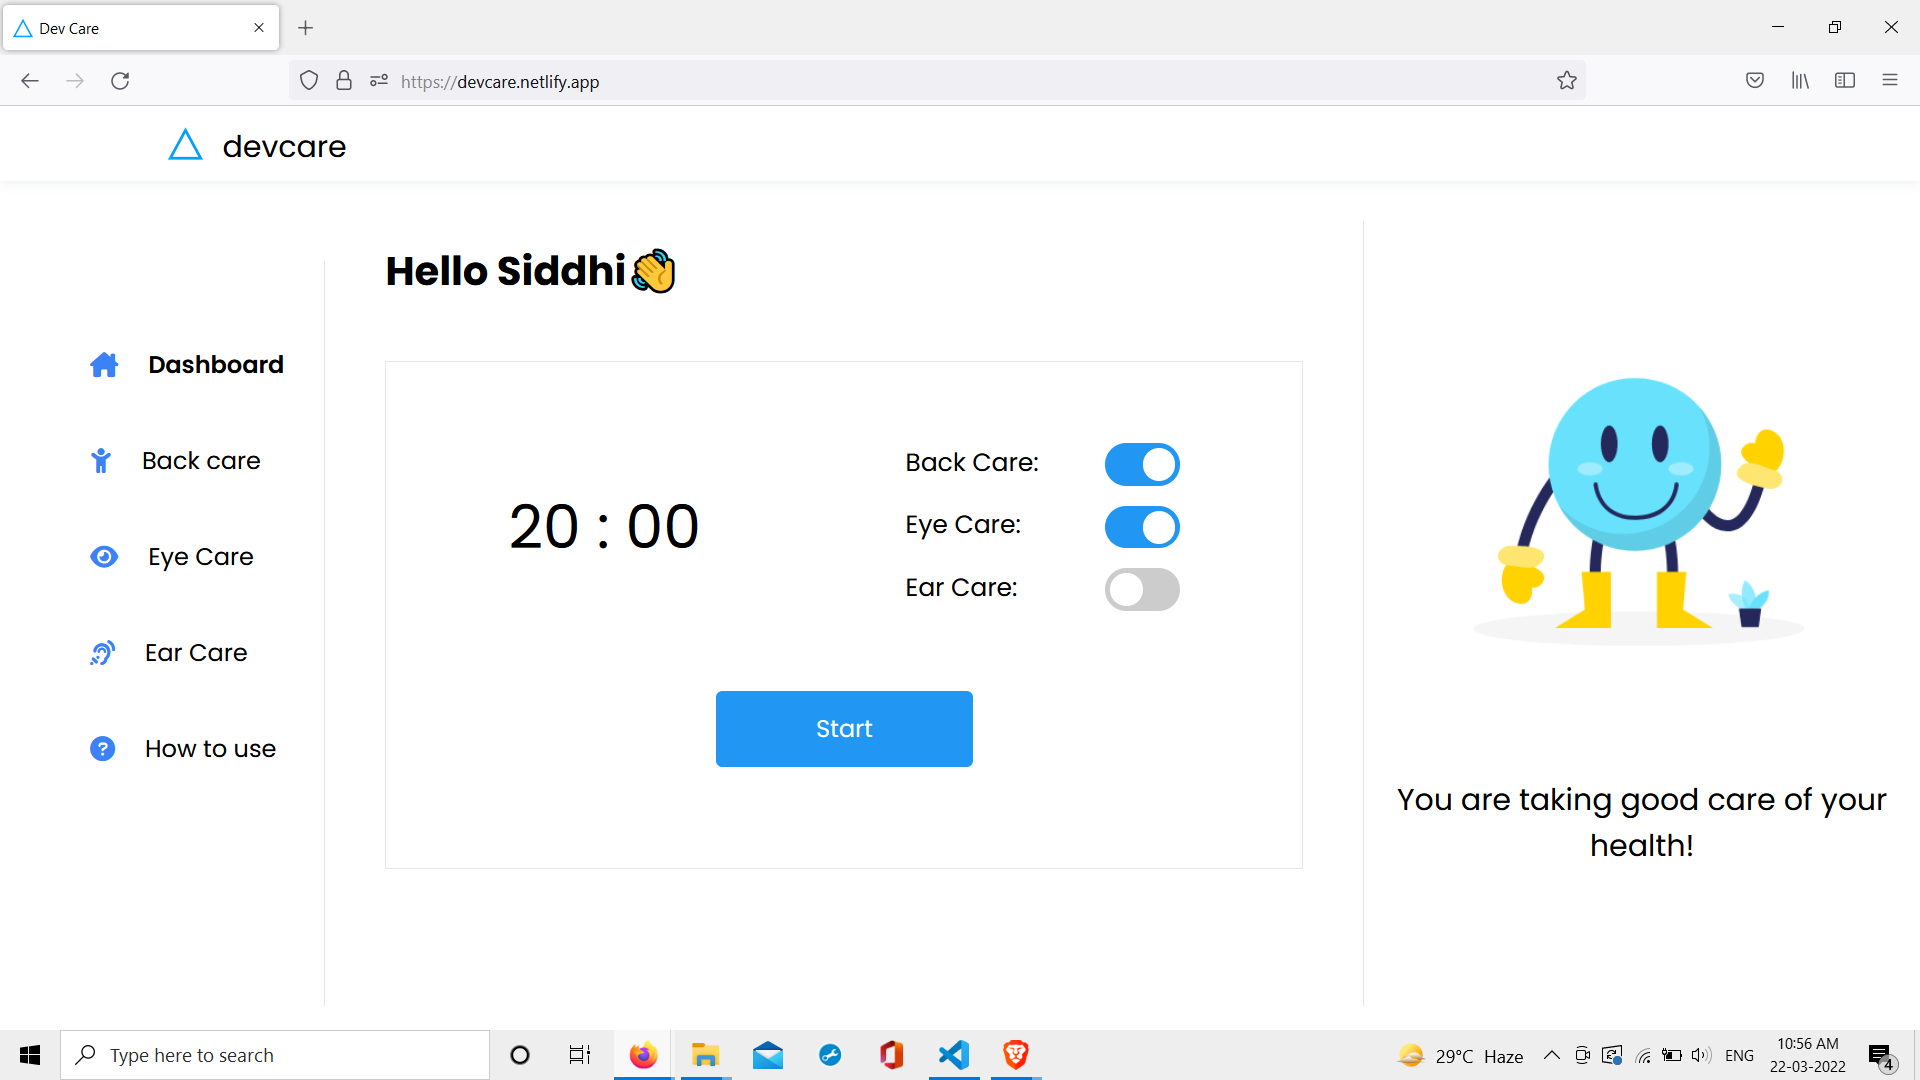 Dev Care
https://devcare.netlify.app
devcare
Hello Siddhi
Dashboard
Back care
Eye Care
Ear Care
How to use
20 : 00
Back Care:
Eye Care:
Ear Care:
Start
You are taking good care of your
health!
Type here to search
29°C Haze
ENG
10:56 AM
22-03-2022
4